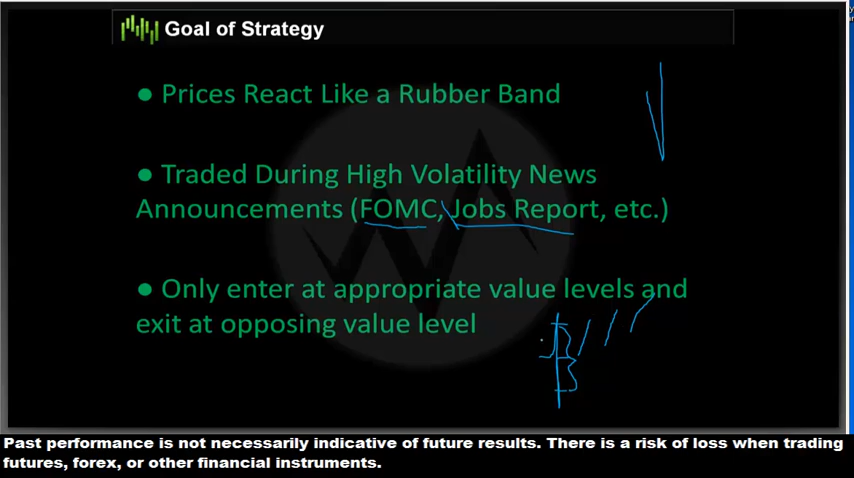 Goal of Strategy
● Prices React Like a Rubber Band
● Traded During High Volatility News
Announcements (FOMC, Jobs Report, etc.)
● Only enter at appropriate value levels and
exit at opposing value level
Past performance is not necessarily indicative of future results. There is a risk of loss when trading
futures, forex, or other financial instruments.